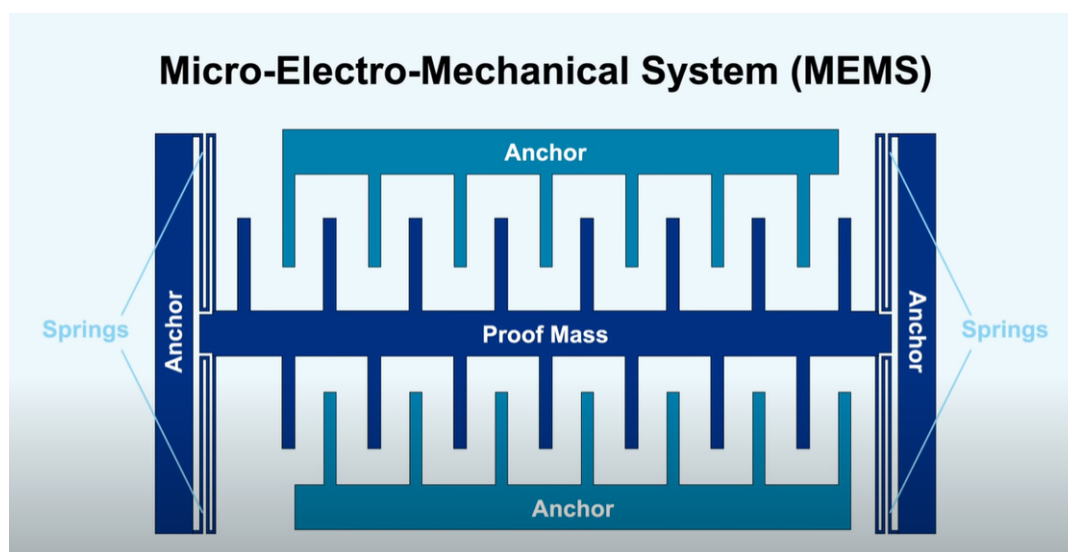 Micro-Electro-Mechanical System (MEMS)
Anchor
Springs
Anchor
Proof Mass
Anchor
Springs
Anchor